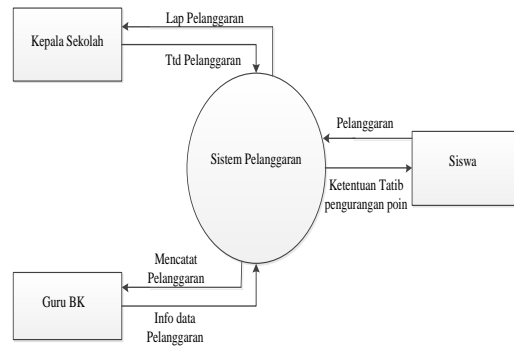 Lap Pelanggaran
Kepala Sekolah
Ttd Pelanggaran
Pelanggaran
Sistem Pelanggaran
Siswa
Ketentuan Tatib
pengurangan poin
Mencatat
Pelanggaran
Guru BK
Info data
Pelanggaran